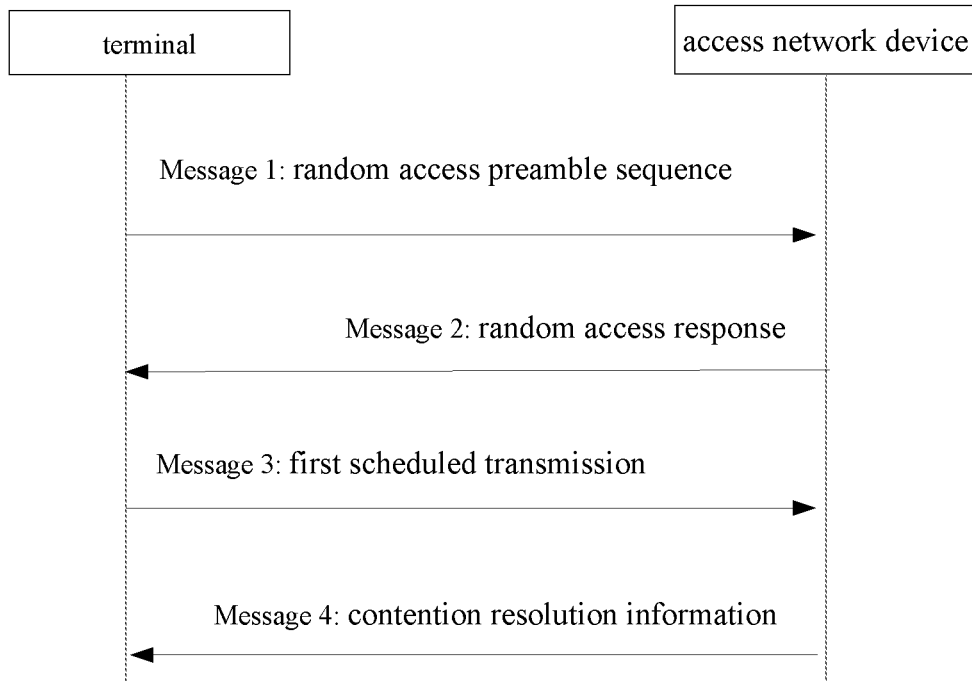 terminal
access network device
Message 1: random access preamble sequence
Message 2: random access response
Message 3: first scheduled transmission
Message 4: contention resolution information